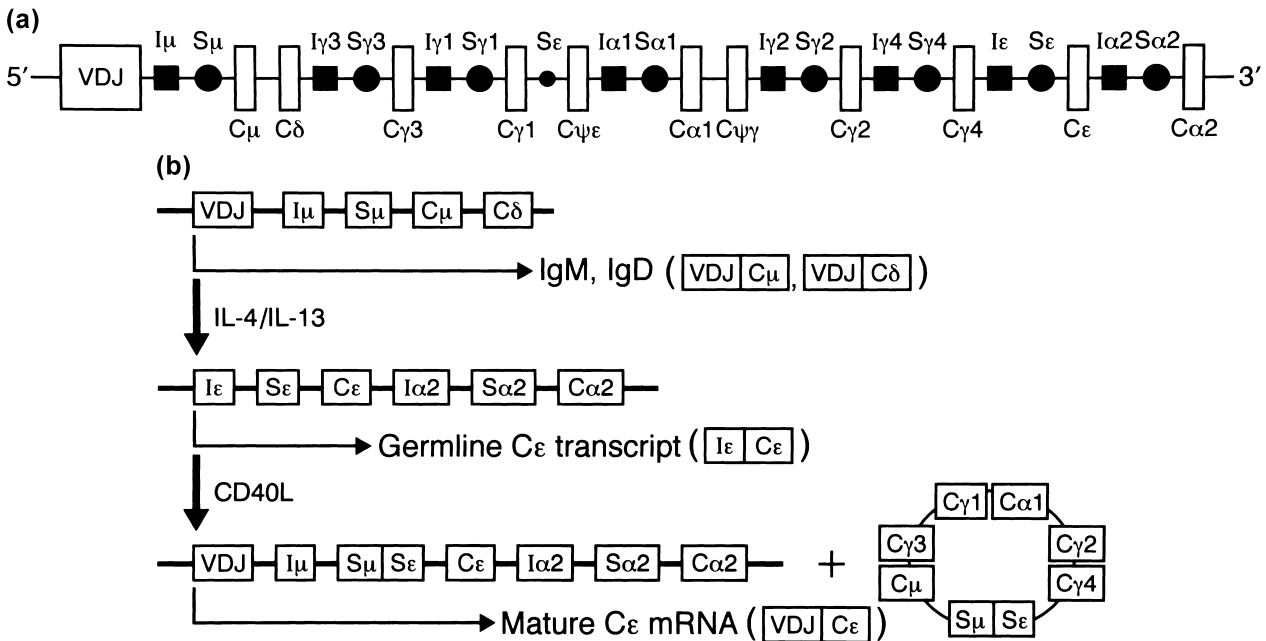 (a)
Iμ Sμ Iγ3 Sγ3 Iγ1 Sγ1 Sε Iα1 Sα1 Iγ2 Sγ2 Iγ4 Sγ4 Iε Sε Iα2 Sα2
5′ VDJ 3′
Cμ Cδ Cγ3 Cγ1 Cψε Cα1 Cψγ Cγ2 Cγ4 Cε Cα2
(b)
VDJ Iμ Sμ Cμ Cδ
IgM, IgD ( VDJ Cμ , VDJ Cδ )
IL-4/IL-13
Iε Sε Cε Iα2 Sα2 Cα2
Germline Cε transcript ( Iε Cε )
CD40L
VDJ Iμ Sμ Sε Cε Iα2 Sα2 Cα2 +
Mature Cε mRNA ( VDJ Cε )
Cγ1 Cα1
Cγ3 Cγ2
Cμ Cγ4
Sμ Sε